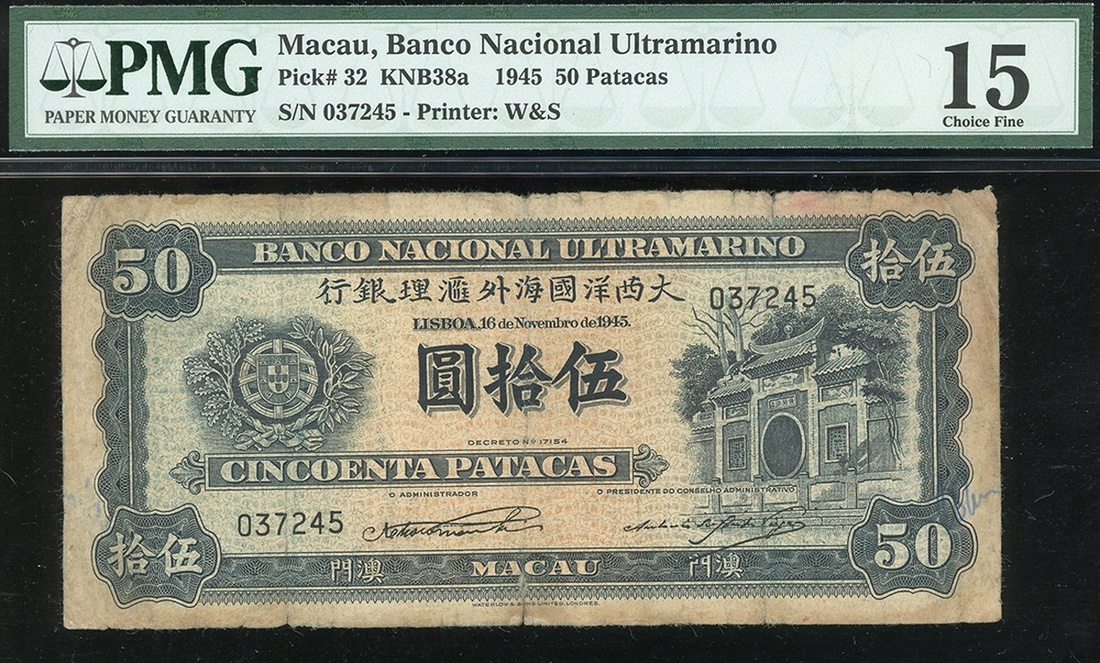 PMG
PAPER MONEY GUARANTY
Macau, Banco Nacional Ultramarino
Pick# 32 KNB38a 1945 50 Patacas
S/N 037245 - Printer: W&S
15
Choice Fine
50
BANCO NACIONAL ULTRAMARINO
拾伍
行銀理滙外海國洋西大
037245
LISBOA, 16 de Novembro de 1945.
圓拾伍
DECRETO Nº 17154
CINCOENTA PATACAS
O ADMINISTRADOR
O PRESIDENTE DO CONSELHO ADMINISTRATIVO
037245
拾伍
50
門澳
MACAU
門澳
WATERLOW & SONS LIMITED, LONDRES.